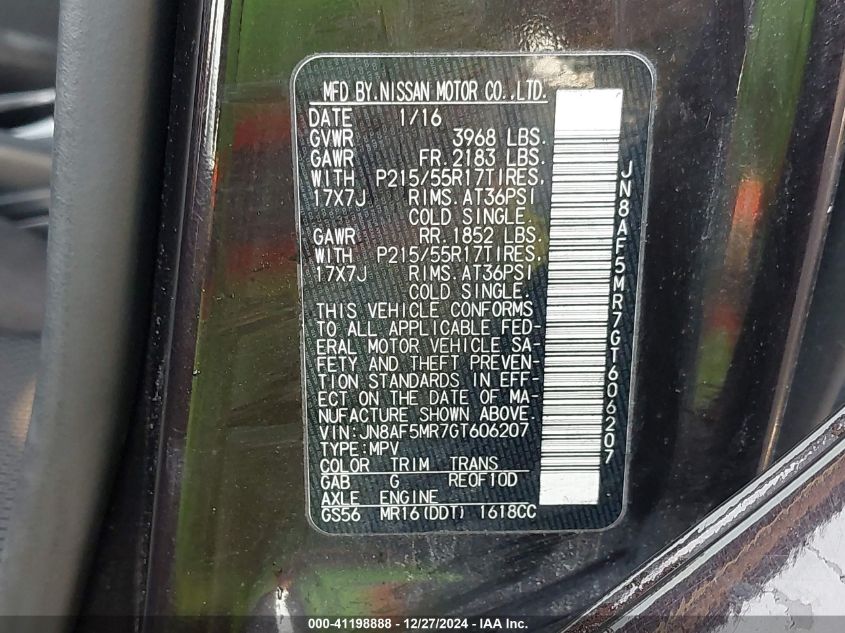 MFD BY.NISSAN MOTOR CO.,LTD.
DATE 1/16
GVWR 3968 LBS.
GAWR FR. 2183 LBS.
WITH P215/55R17TIRES,
17X7J RIMS.AT36PSI
COLD SINGLE.
GAWR RR. 1852 LBS
WITH P215/55R17TIRES,
17X7J RIMS.AT36PSI
COLD SINGLE.
THIS VEHICLE CONFORMS
TO ALL APPLICABLE FED-
ERAL MOTOR VEHICLE SA-
FETY AND THEFT PREVEN-
TION STANDARDS IN EFF-
ECT ON THE DATE OF MA-
NUFACTURE SHOWN ABOVE.
VIN:JN8AF5MR7GT606207
TYPE:MPV
COLOR TRIM TRANS
GAB G REOF10D
AXLE ENGINE
GS56 MR16(DDT) 1618CC
JN8AF5MR7GT606207
000-41198888 - 12/27/2024 - IAA Inc.